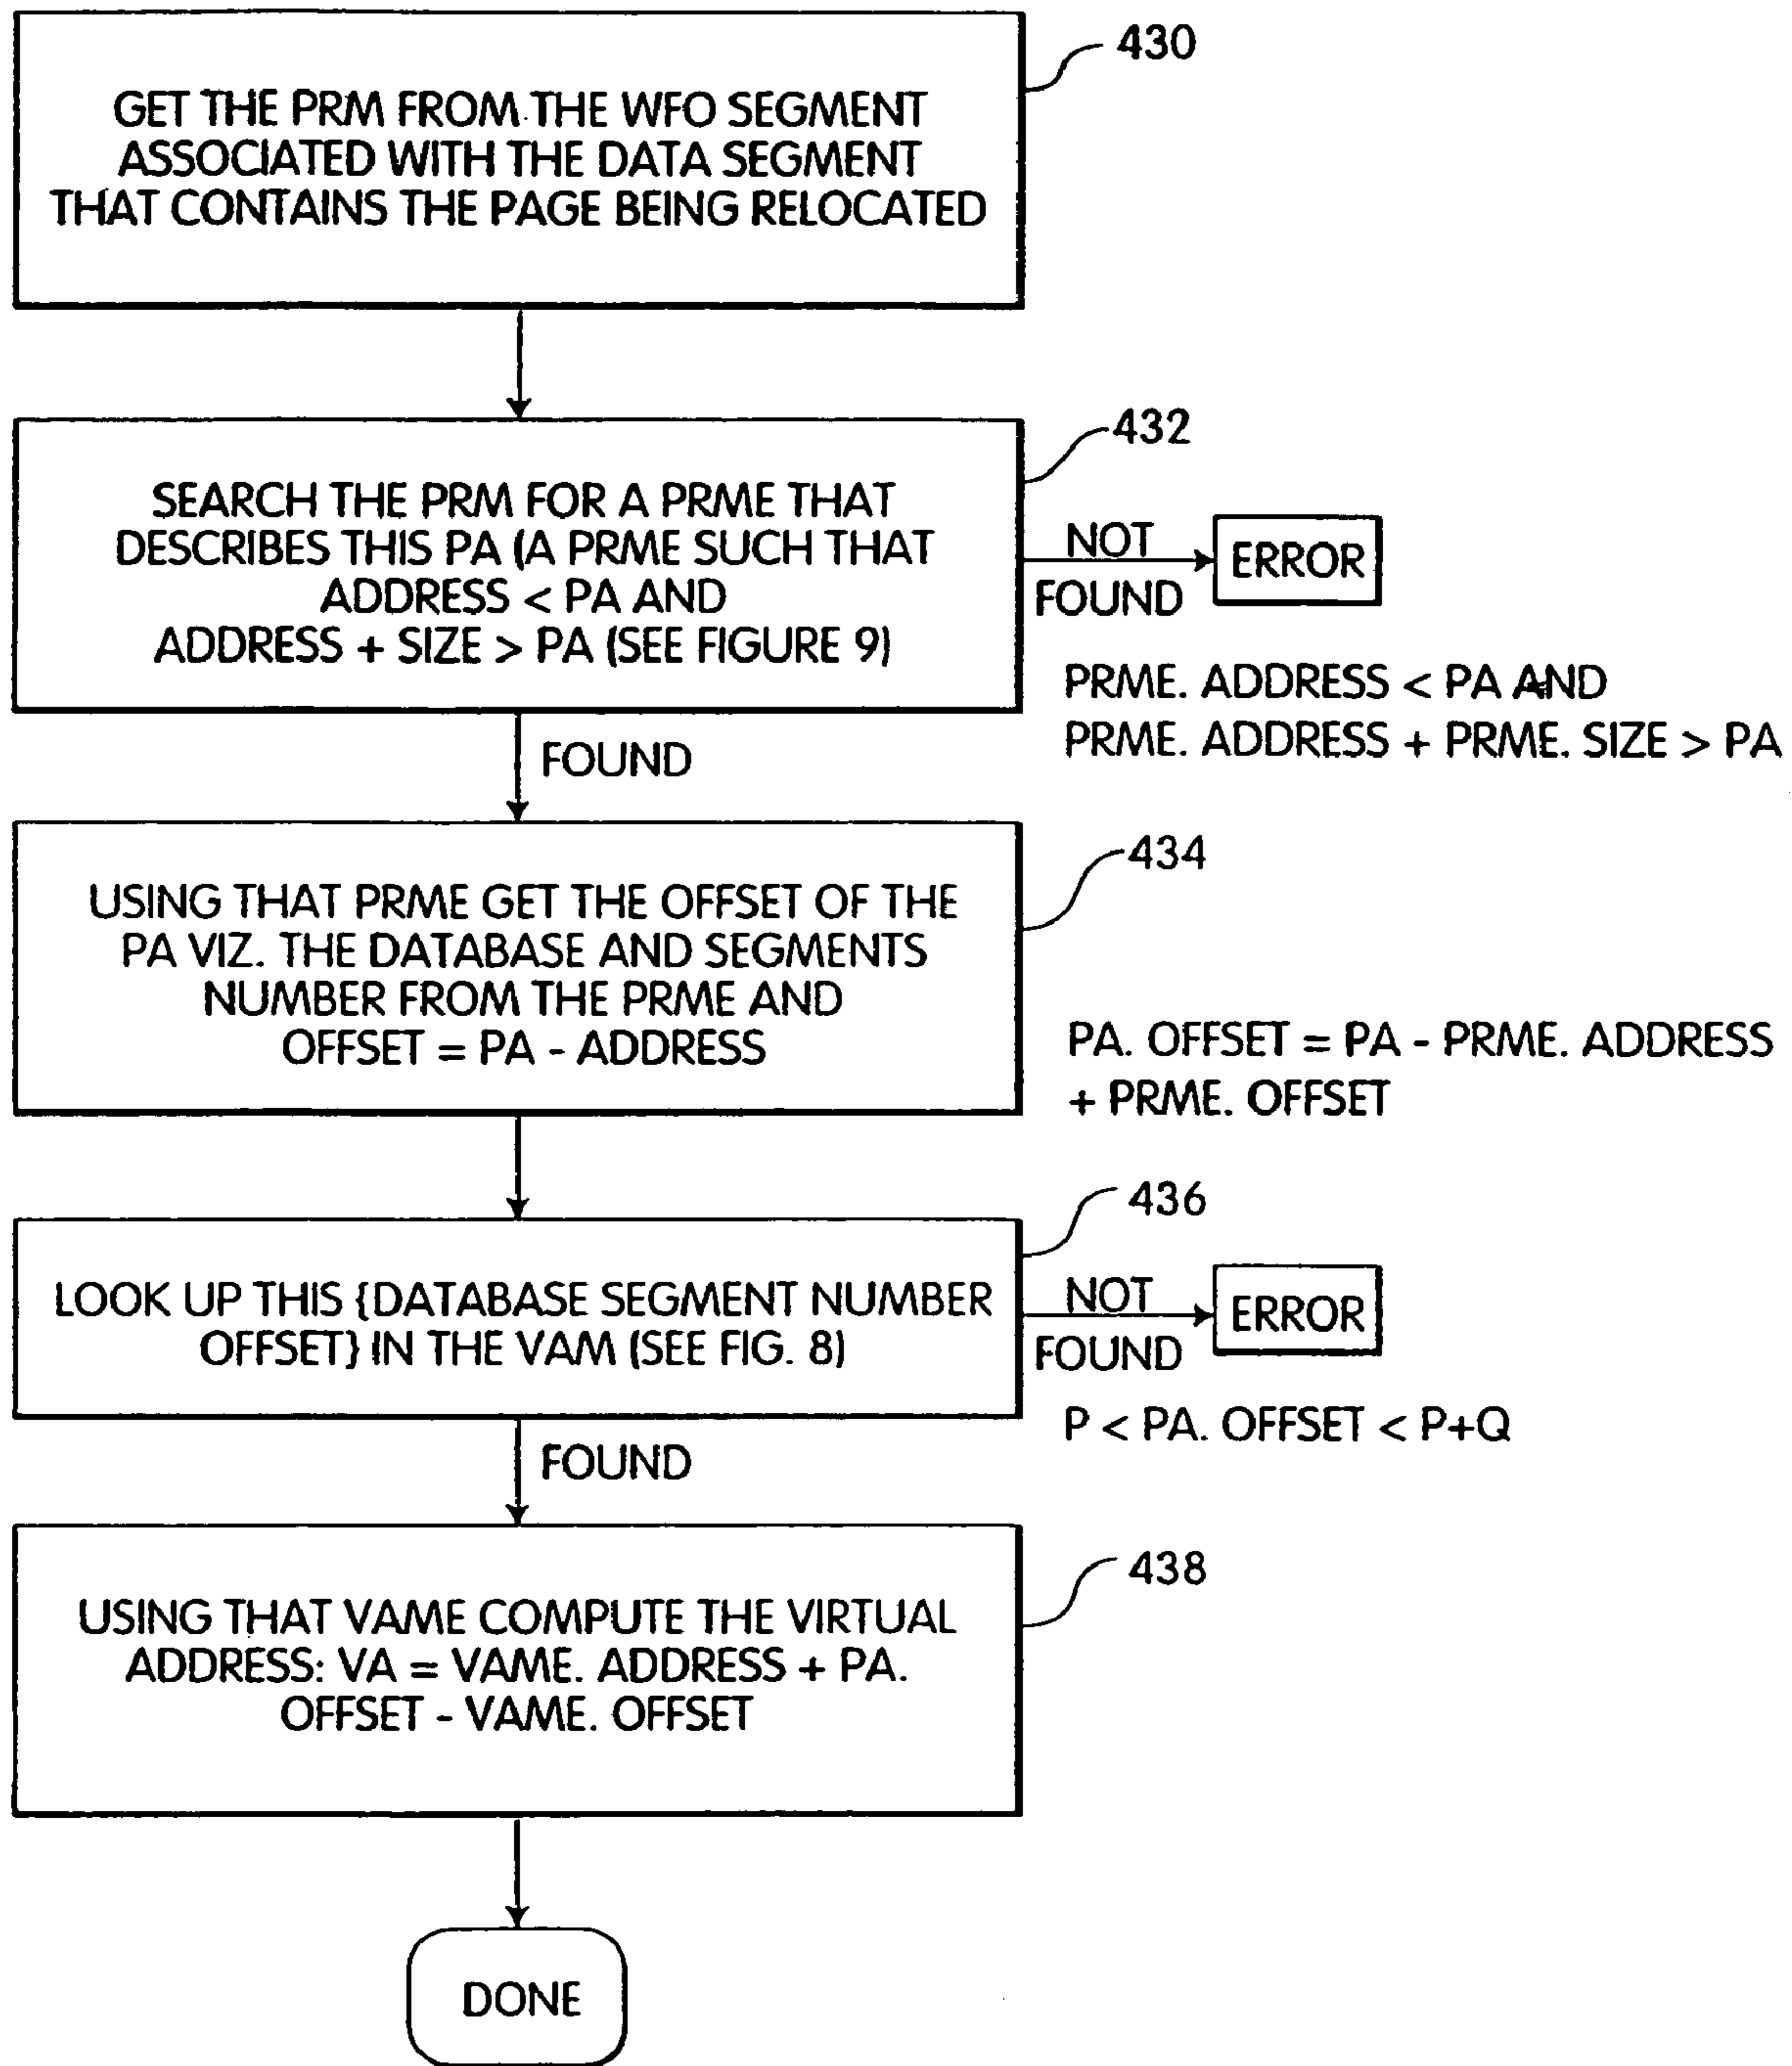 430
GET THE PRM FROM THE WFO SEGMENT
ASSOCIATED WITH THE DATA SEGMENT
THAT CONTAINS THE PAGE BEING RELOCATED
432
SEARCH THE PRM FOR A PRME THAT
DESCRIBES THIS PA (A PRME SUCH THAT
ADDRESS < PA AND
ADDRESS + SIZE > PA (SEE FIGURE 9)
NOT
FOUND
ERROR
PRME. ADDRESS < PA AND
PRME. ADDRESS + PRME. SIZE > PA
FOUND
434
USING THAT PRME GET THE OFFSET OF THE
PA VIZ. THE DATABASE AND SEGMENTS
NUMBER FROM THE PRME AND
OFFSET = PA - ADDRESS
PA. OFFSET = PA - PRME. ADDRESS
+ PRME. OFFSET
436
LOOK UP THIS {DATABASE SEGMENT NUMBER
OFFSET} IN THE VAM (SEE FIG. 8)
NOT
FOUND
ERROR
P < PA. OFFSET < P+Q
FOUND
438
USING THAT VAME COMPUTE THE VIRTUAL
ADDRESS: VA = VAME. ADDRESS + PA.
OFFSET - VAME. OFFSET
DONE